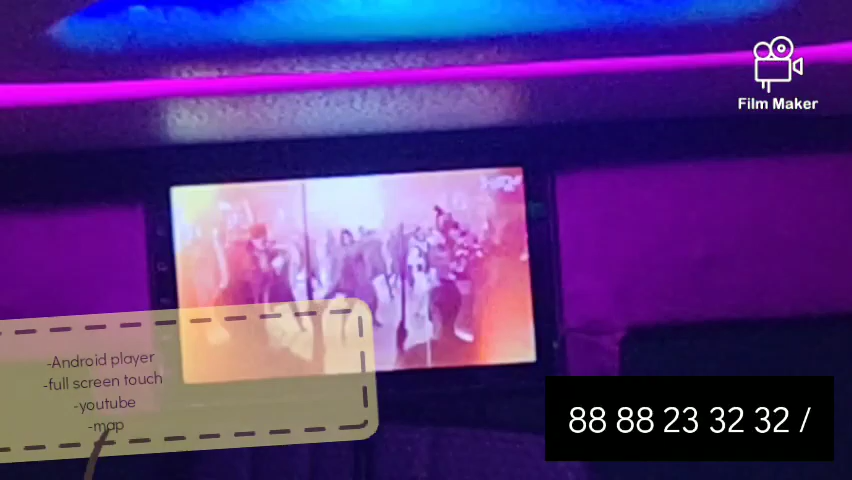 Film Maker
-Android player
-full screen touch
-youtube
-map
88 88 23 32 32 /